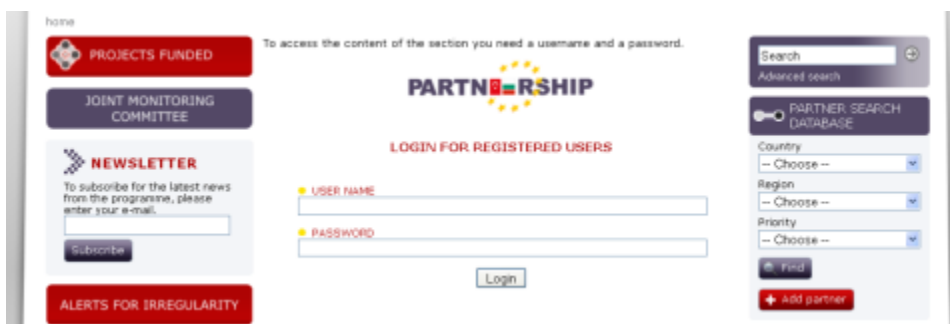 home
PROJECTS FUNDED
JOINT MONITORING
COMMITTEE
NEWSLETTER
To subscribe for the latest news
from the programme, please
enter your e-mail.
Subscribe
ALERTS FOR IRREGULARITY
To access the content of the section you need a username and a password.
PARTNERSHIP
LOGIN FOR REGISTERED USERS
USER NAME
PASSWORD
Login
Search
Advanced search
PARTNER SEARCH
DATABASE
Country
-- Choose --
Region
-- Choose --
Priority
-- Choose --
Find
Add partner